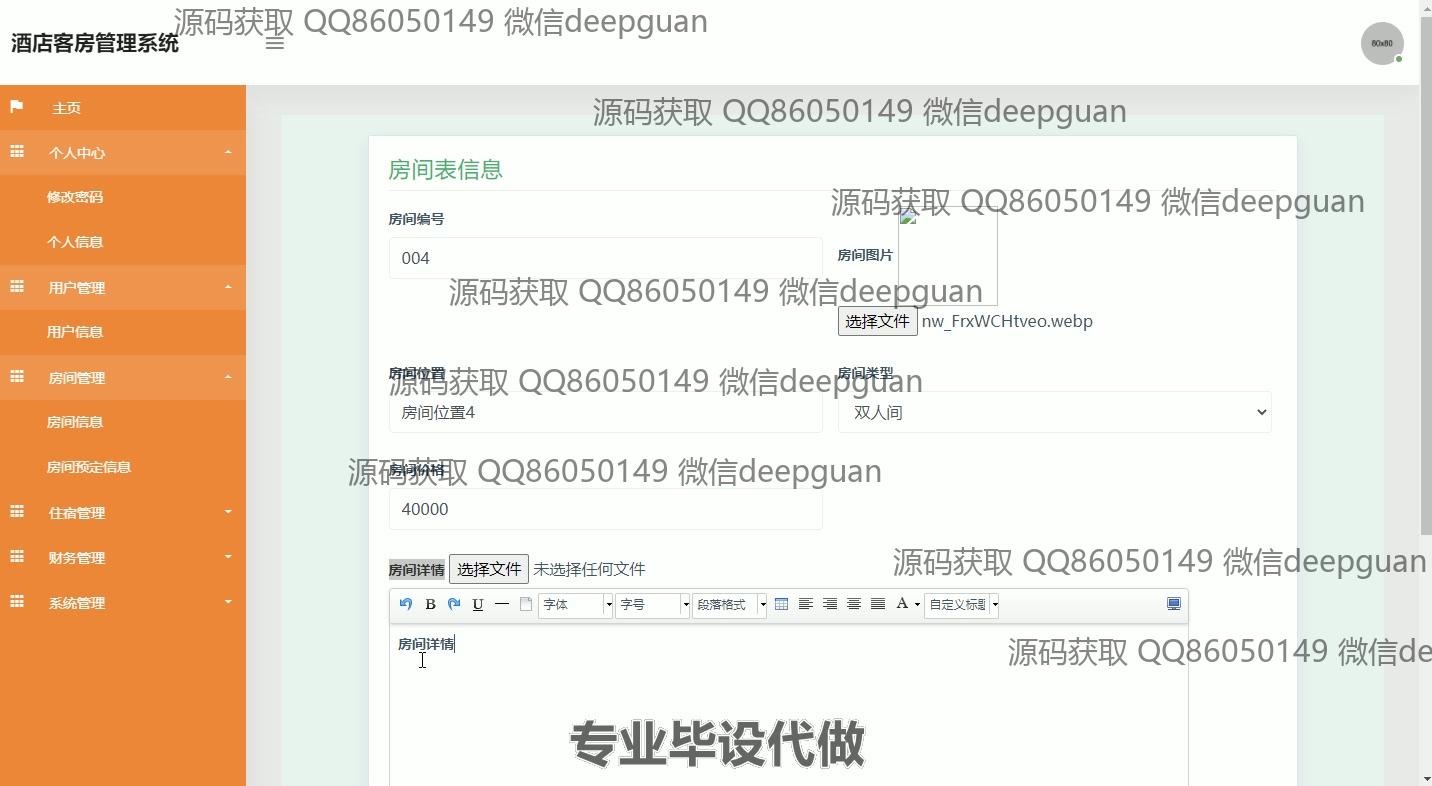 源码获取 QQ86050149 微信deepguan
酒店客房管理系统
80x80
主页
源码获取 QQ86050149 微信deepguan
个人中心
房间表信息
修改密码
源码获取 QQ86050149 微信deepguan
房间编号
个人信息
房间图片
004
用户管理
源码获取 QQ86050149 微信deepguan
选择文件 nw_FrxWCHtveo.webp
用户信息
房间位置
房间类型
源码获取 QQ86050149 微信deepguan
房间管理
房间位置4
双人间
房间信息
房间预定信息
房间价格
源码获取 QQ86050149 微信deepguan
40000
住宿管理
财务管理
源码获取 QQ86050149 微信deepguan
房间详情 选择文件 未选择任何文件
系统管理
B U 字体 字号 段落格式 A 自定义标题
房间详情
源码获取 QQ86050149 微信de
专业毕设代做